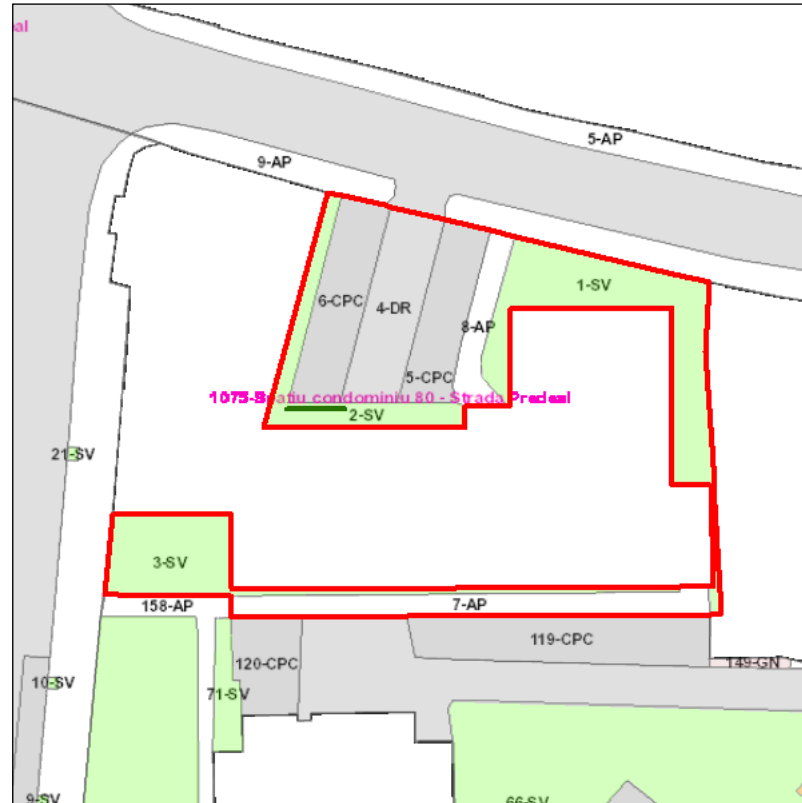 al
5-AP
9-AP
1-SV
6-CPC
4-DR
8-AP
5-CPC
1075-Spatiu condominiu 80 - Strada Predeal
2-SV
21-SV
3-SV
158-AP
7-AP
119-CPC
120-CPC
149-GN
10-SV
71-SV
9-SV
66-SV